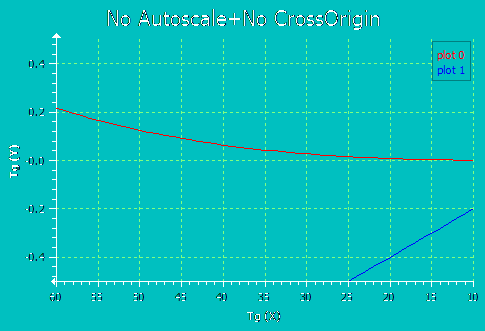 No Autoscale+No CrossOrigin
plot 0
plot 1
0.4
0.2
-0.0
-0.2
-0.4
Tg (Y)
60 55 50 45 40 35 30 25 20 15 10
Tg (X)